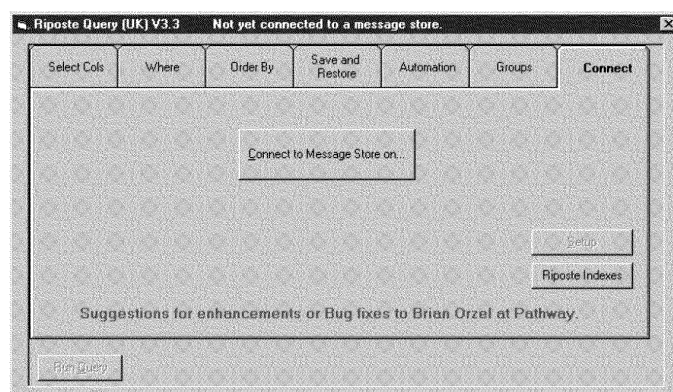 Riposte Query (UK) V3.3 Not yet connected to a message store.
Select Cols Where Order By Save and Restore Automation Groups Connect
Connect to Message Store on...
Setup
Riposte Indexes
Suggestions for enhancements or Bug fixes to Brian Orzel at Pathway.
Run Query